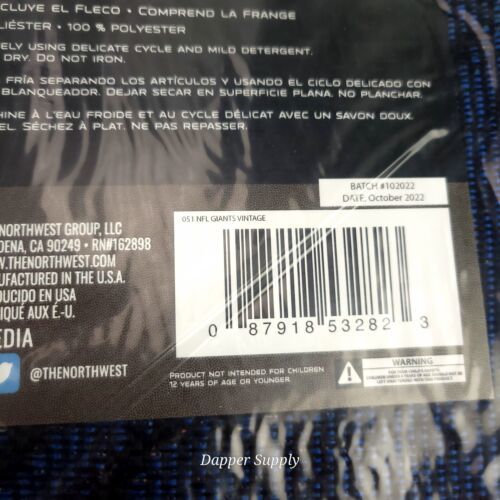 CLUYE EL FLECO • COMPREND LA FRANGE
LIÉSTER • 100 % POLYESTER
ELY USING DELICATE CYCLE AND MILD DETERGENT.
DRY. DO NOT IRON.
FRÍA SEPARANDO LOS ARTÍCULOS Y USANDO EL CICLO DELICADO CON
BLANQUEADOR. DEJAR SECAR EN SUPERFICIE PLANA. NO PLANCHAR.
HINE À L'EAU FROIDE ET AU CYCLE DÉLICAT AVEC UN SAVON DOUX.
EL. SÉCHEZ À PLAT. NE PAS REPASSER.
BATCH #102022
DATE, October 2022
NORTHWEST GROUP, LLC
DENA, CA 90249 • RN#162898
W.THENORTHWEST.COM
UFACTURED IN THE U.S.A.
DUCIDO EN USA
RIQUÉ AUX É.-U.
EDIA
@THENORTHWEST
051 NFL GIANTS VINTAGE
0 87918 53282 3
PRODUCT NOT INTENDED FOR CHILDREN
12 YEARS OF AGE OR YOUNGER.
WARNING
Dapper Supply